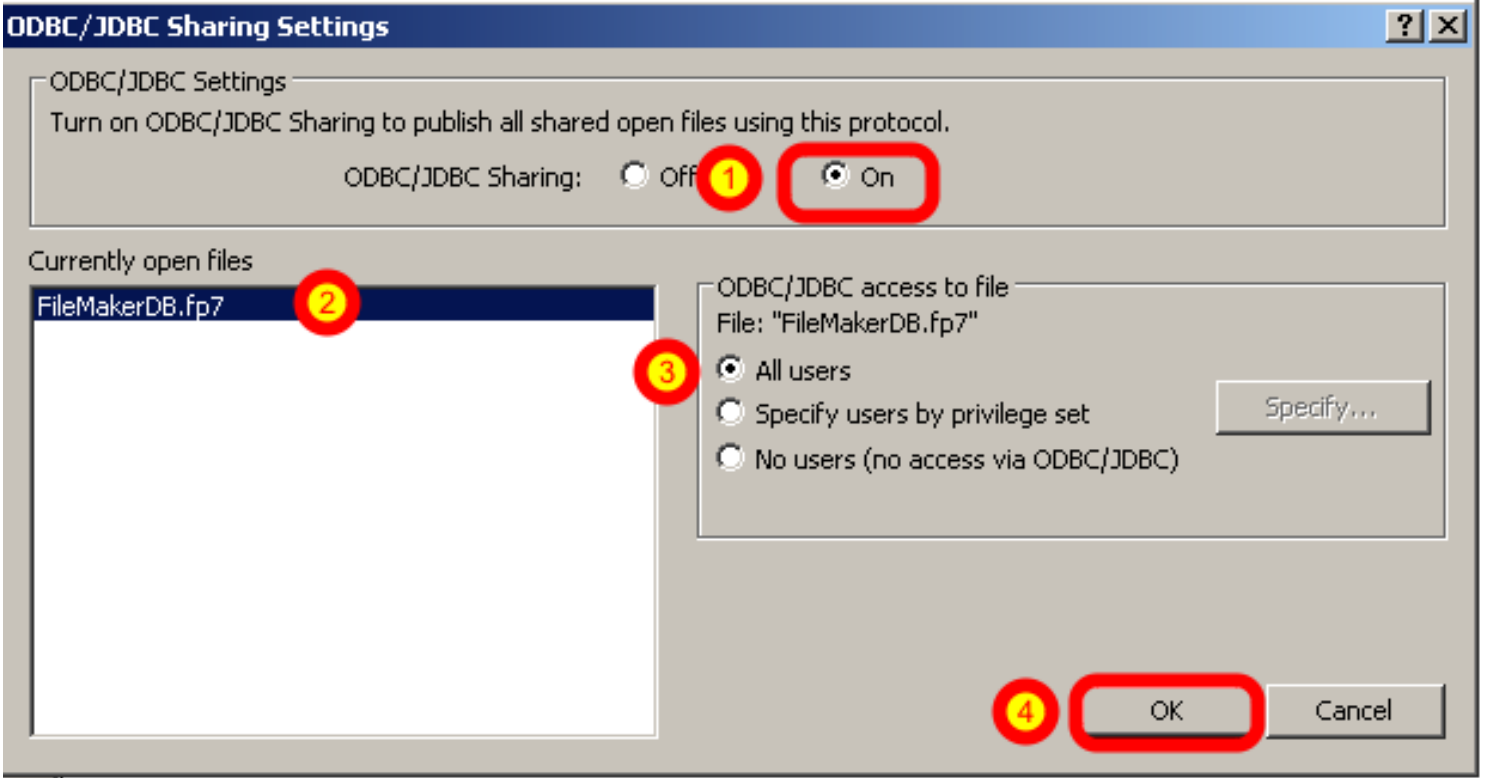 ODBC/JDBC Sharing Settings
ODBC/JDBC Settings
Turn on ODBC/JDBC Sharing to publish all shared open files using this protocol.
ODBC/JDBC Sharing: Off 1 On
Currently open files
FileMakerDB.fp7 2
ODBC/JDBC access to file
File: "FileMakerDB.fp7"
3 All users
Specify users by privilege set
Specify...
No users (no access via ODBC/JDBC)
4 OK Cancel